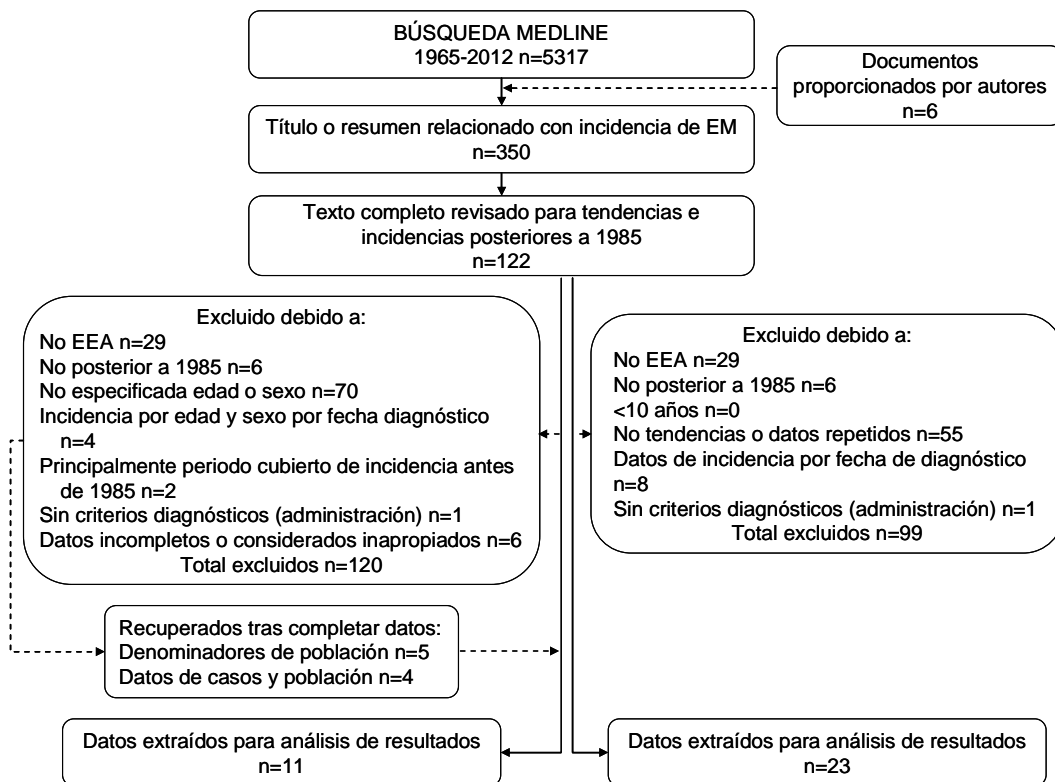 BÚSQUEDA MEDLINE
1965-2012 n=5317
Documentos
proporcionados por autores
n=6
Título o resumen relacionado con incidencia de EM
n=350
Texto completo revisado para tendencias e
incidencias posteriores a 1985
n=122
Excluido debido a:
No EEA n=29
No posterior a 1985 n=6
No especificada edad o sexo n=70
Incidencia por edad y sexo por fecha diagnóstico
n=4
Principalmente periodo cubierto de incidencia antes
de 1985 n=2
Sin criterios diagnósticos (administración) n=1
Datos incompletos o considerados inapropiados n=6
Total excluidos n=120
Excluido debido a:
No EEA n=29
No posterior a 1985 n=6
<10 años n=0
No tendencias o datos repetidos n=55
Datos de incidencia por fecha de diagnóstico
n=8
Sin criterios diagnósticos (administración) n=1
Total excluidos n=99
Recuperados tras completar datos:
Denominadores de población n=5
Datos de casos y población n=4
Datos extraídos para análisis de resultados
n=11
Datos extraídos para análisis de resultados
n=23